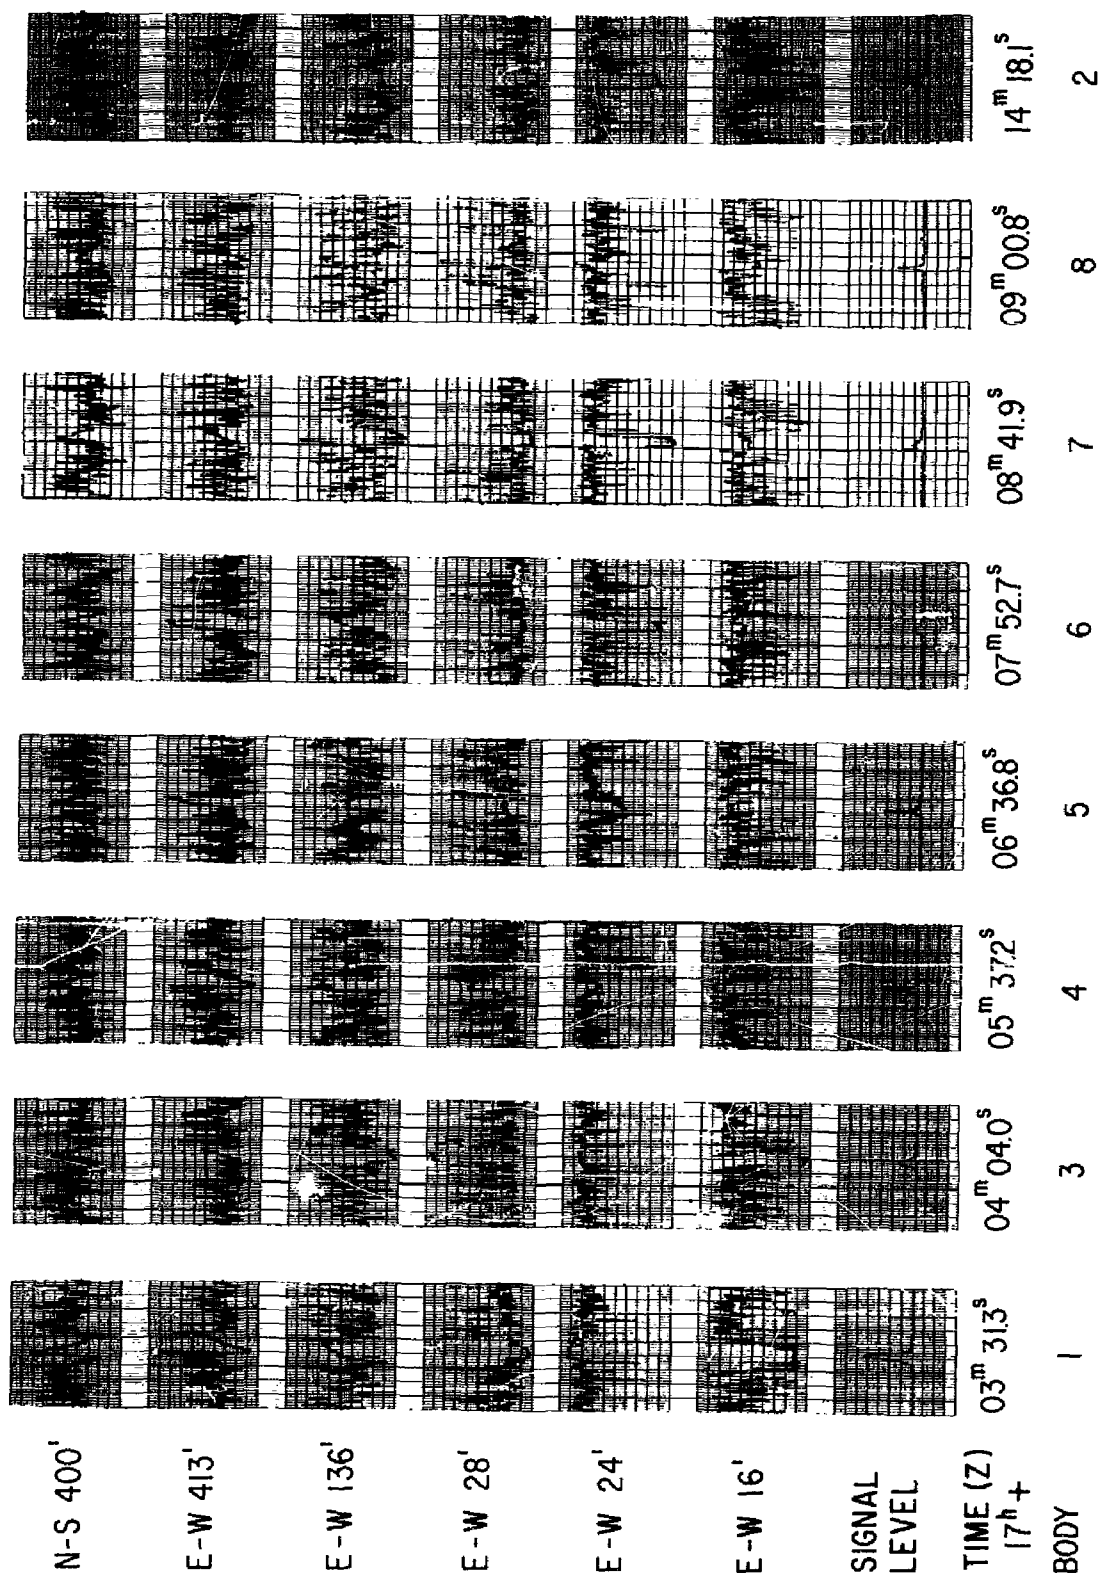 N-S 400'
E-W 413'
E-W 136'
E-W 28'
E-W 24'
E-W 16'
SIGNAL
LEVEL
TIME (Z)
17h +
03m 31.3s
04m 04.0s
05m 37.2s
06m 36.8s
07m 52.7s
08m 41.9s
09m 00.8s
14m 18.1s
BODY
1
3
4
5
6
7
8
2